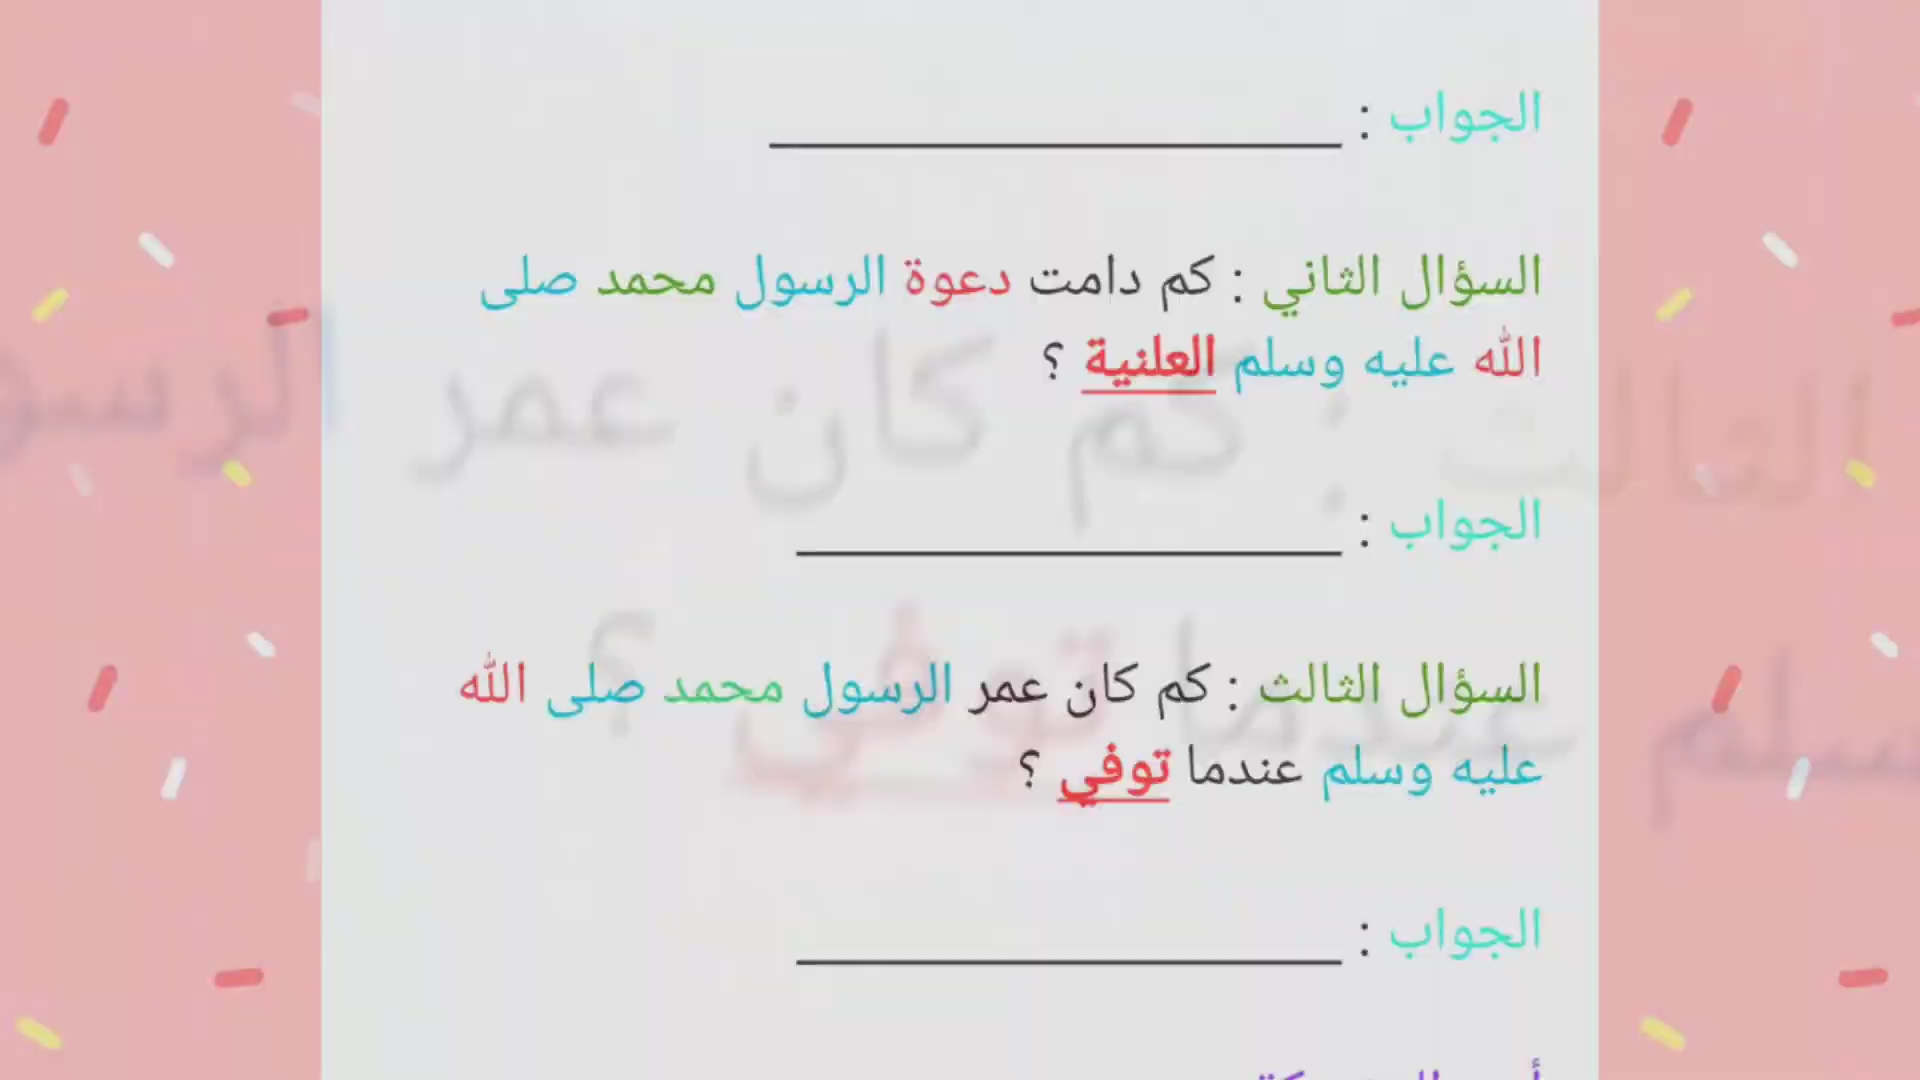 الجواب : ____________________
السؤال الثاني : كم دامت دعوة الرسول محمد صلى
الله عليه وسلم العلنية ؟
الجواب : ____________________
السؤال الثالث : كم كان عمر الرسول محمد صلى الله
عليه وسلم عندما توفي ؟
الجواب : ____________________